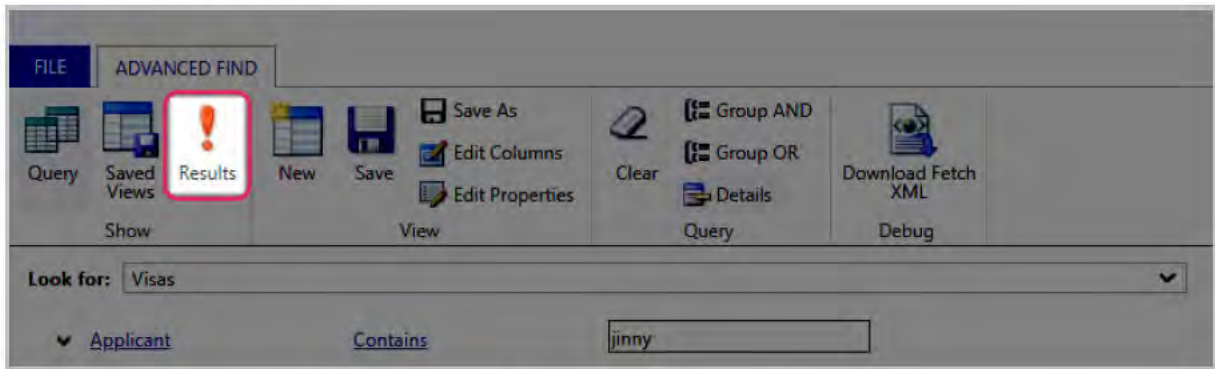 FILE
ADVANCED FIND
Query
Saved
Views
Results
Show
New
Save
Save As
Edit Columns
Edit Properties
View
Clear
Group AND
Group OR
Details
Query
Download Fetch
XML
Debug
Look for: Visas
Applicant Contains jinny